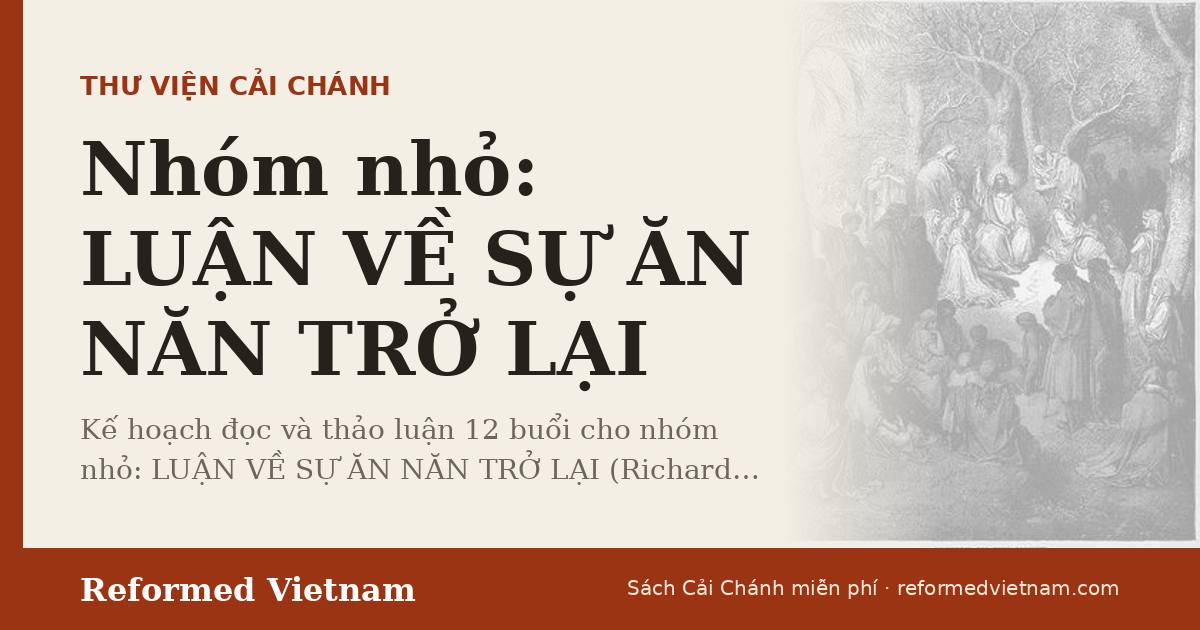 THƯ VIỆN CẢI CHÁNH
Nhóm nhỏ:
LUẬN VỀ SỰ ĂN
NĂN TRỞ LẠI
Kế hoạch đọc và thảo luận 12 buổi cho nhóm
nhỏ: LUẬN VỀ SỰ ĂN NĂN TRỞ LẠI (Richard...
Reformed Vietnam
Sách Cải Chánh miễn phí · reformedvietnam.com